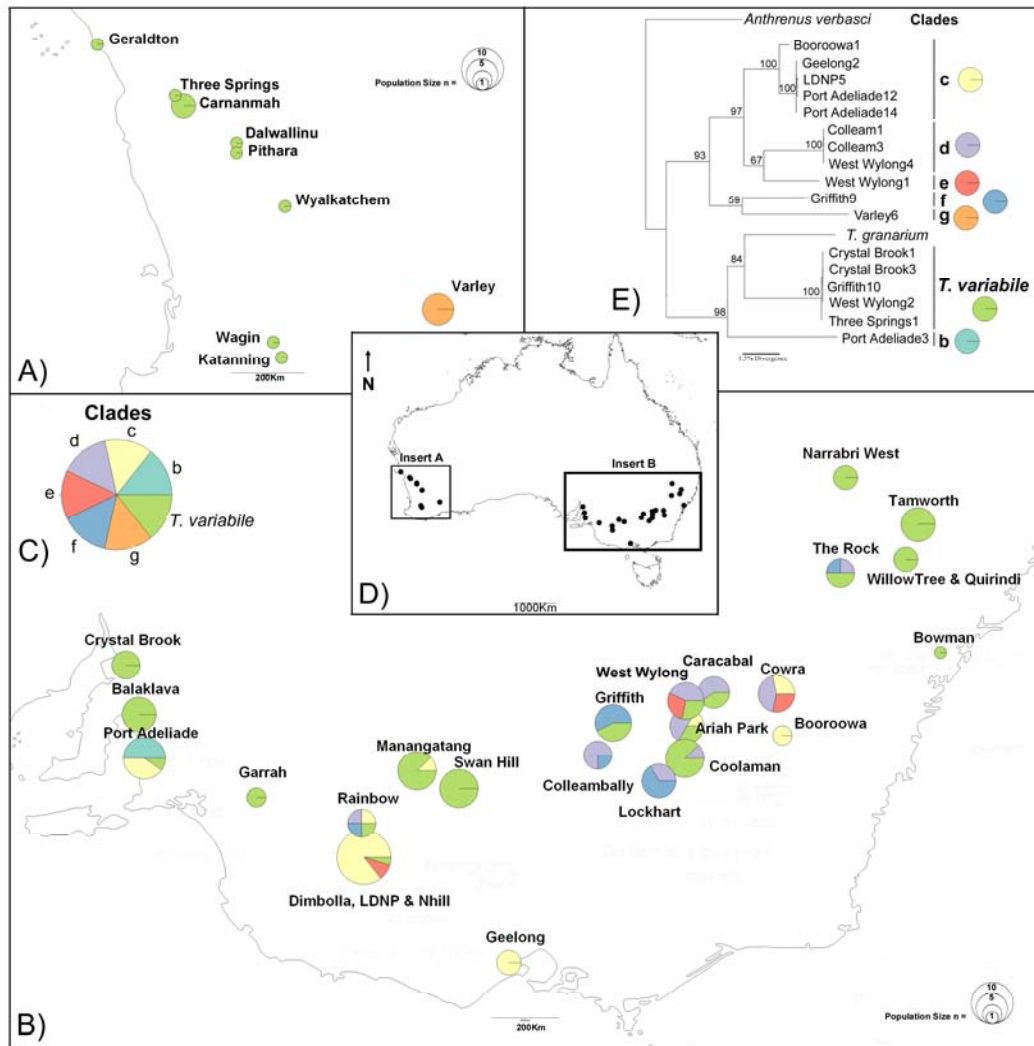 Geraldton
Three Springs
Carnanmah
Dalwallinu
Pithara
Wyalkatchem
Varley
Wagin
Katanning
200Km
10
5
1
Population Size n =
A)
Anthrenus verbasci
Clades
Booroowa1
Geelong2
LDNP5
Port Adeliade12
Port Adeliade14
c
Colleam1
Colleam3
West Wylong4
d
West Wylong1
e
Griffith9
f
Varley6
g
T. granarium
Crystal Brook1
Crystal Brook3
Griffith10
West Wylong2
Three Springs1
T. variabile
Port Adeliade3
b
100
100
97
100
67
93
59
84
100
98
E)
Clades
c
d
b
e
T. variabile
f
g
C)
N
Insert A
Insert B
1000Km
D)
Narrabri West
Tamworth
The Rock
WillowTree & Quirindi
Bowman
Crystal Brook
Balaklava
Port Adeliade
Garrah
Manangatang
Swan Hill
Rainbow
Dimbolla, LDNP & Nhill
Geelong
West Wylong
Caracabal
Cowra
Griffith
Ariah Park
Booroowa
Colleambally
Coolaman
Lockhart
200Km
10
5
1
Population Size n =
B)